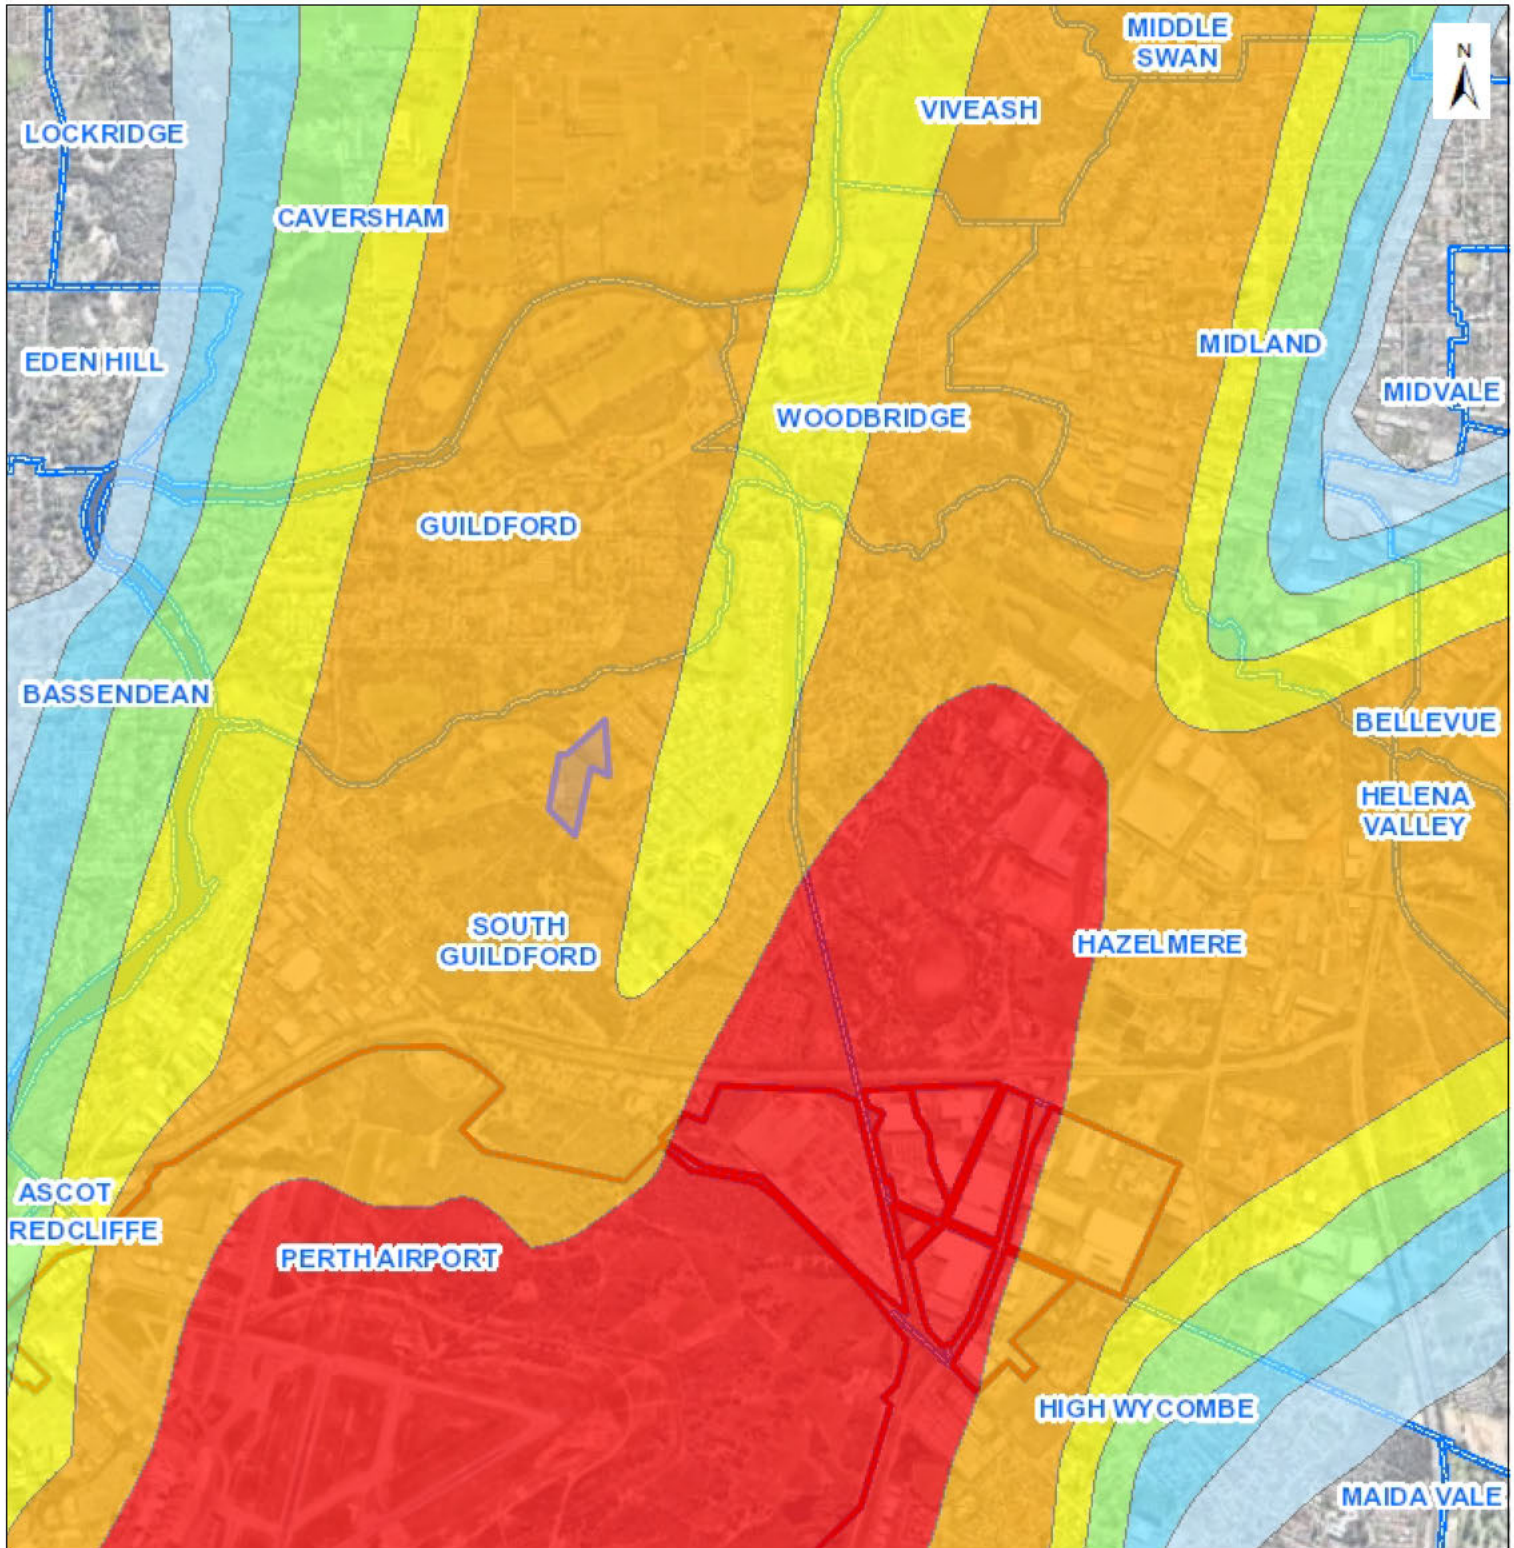 MIDDLE
SWAN
N
VIVEASH
LOCKRIDGE
CAVERSHAM
MIDLAND
EDEN HILL
MIDVALE
WOODBRIDGE
GUILDFORD
BASSENDEAN
BELLEVUE
HELENA
VALLEY
SOUTH
GUILDFORD
HAZELMERE
ASCOT
REDCLIFFE
PERTH AIRPORT
HIGH WYCOMBE
MAIDA VALE